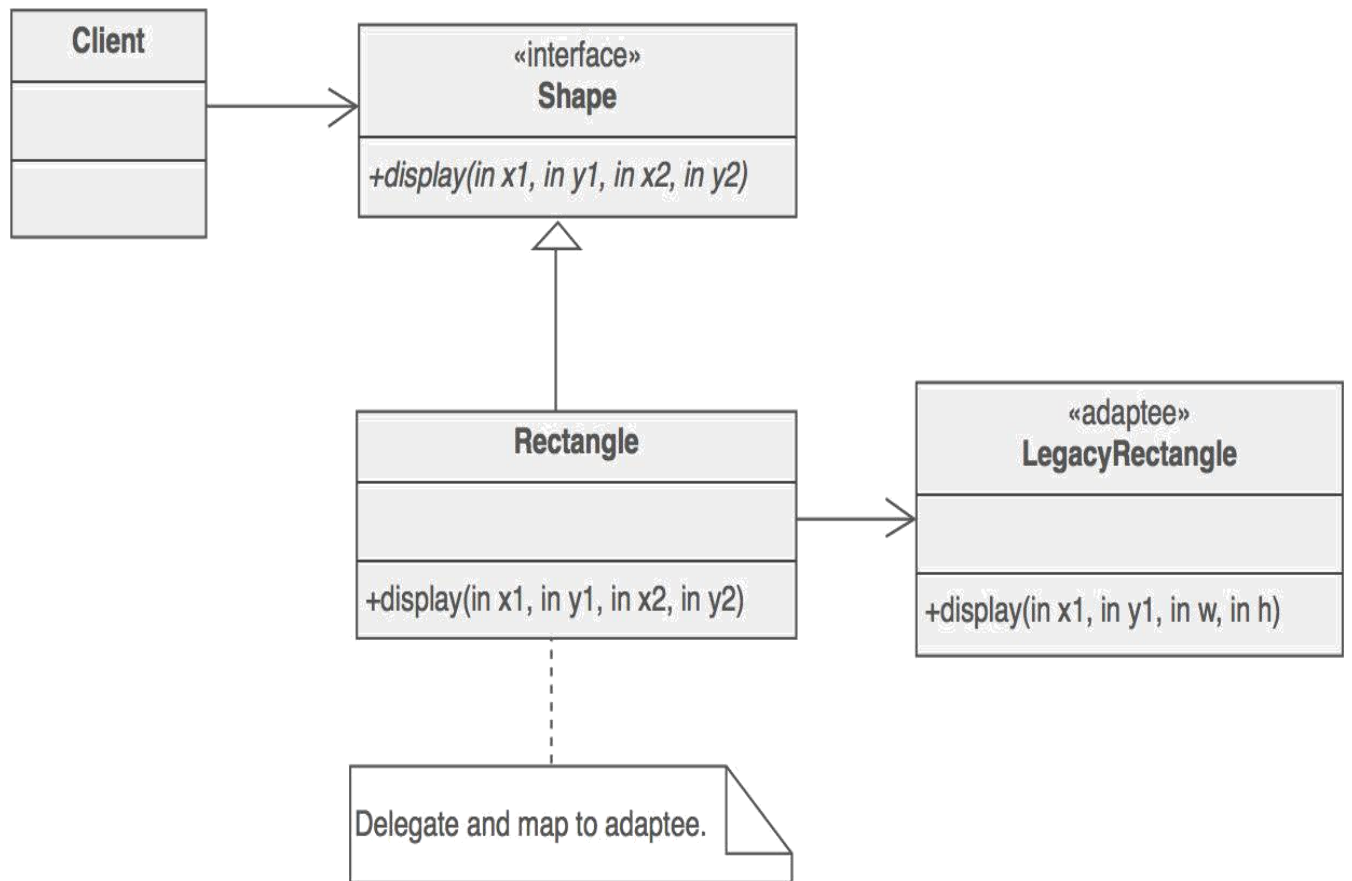 Client
«interface»
Shape
+display(in x1, in y1, in x2, in y2)
Rectangle
+display(in x1, in y1, in x2, in y2)
«adaptee»
LegacyRectangle
+display(in x1, in y1, in w, in h)
Delegate and map to adaptee.